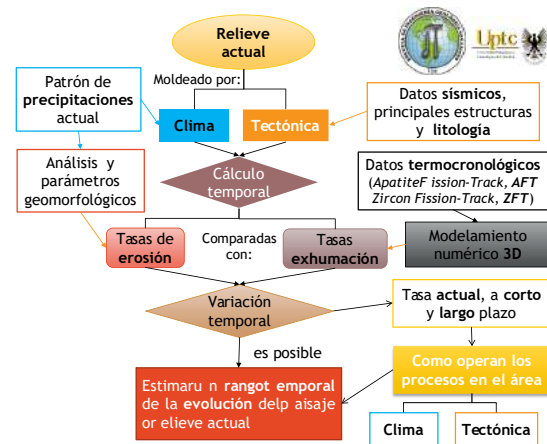 Relieve
actual
Uptc
Moldeado por:
Patrón de
precipitaciones
actual
Clima
Tectónica
Datos sísmicos,
principales estructuras
y litología
Análisis y
parámetros
geomorfológicos
Cálculo
temporal
Datos termocronológicos
(ApatiteF ission-Track, AFT
Zircon Fission-Track, ZFT)
Tasas de
erosión
Comparadas
con:
Tasas
exhumación
Modelamiento
numérico 3D
Variación
temporal
Tasa actual, a corto
y largo plazo
es posible
Estimaru n rangot emporal
de la evolución delp aisaje
or elieve actual
Como operan los
procesos en el área
Clima
Tectónica